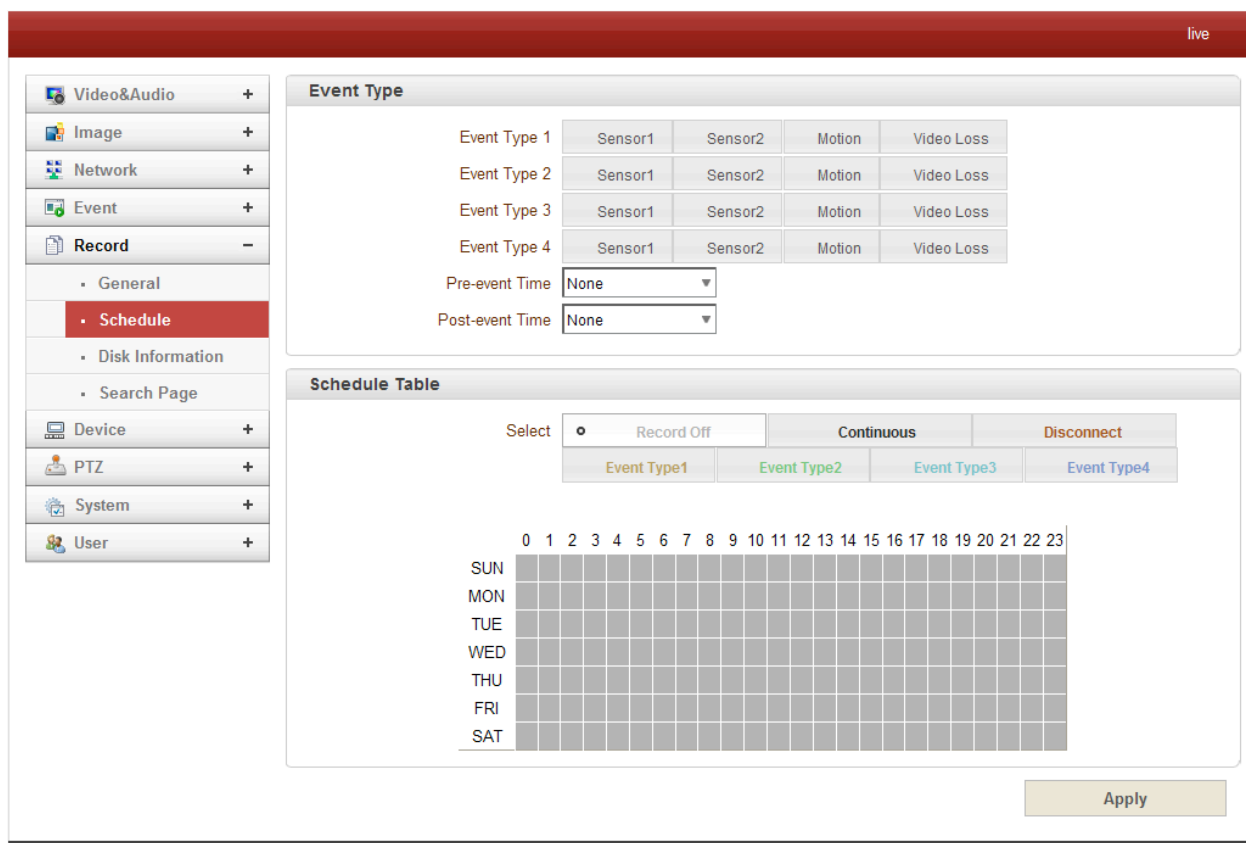 live
Video&Audio +
Image +
Network +
Event +
Record −
General
Schedule
Disk Information
Search Page
Device +
PTZ +
System +
User +
Event Type
Event Type 1 Sensor1 Sensor2 Motion Video Loss
Event Type 2 Sensor1 Sensor2 Motion Video Loss
Event Type 3 Sensor1 Sensor2 Motion Video Loss
Event Type 4 Sensor1 Sensor2 Motion Video Loss
Pre-event Time None
Post-event Time None
Schedule Table
Select Record Off Continuous Disconnect
Event Type1 Event Type2 Event Type3 Event Type4
0 1 2 3 4 5 6 7 8 9 10 11 12 13 14 15 16 17 18 19 20 21 22 23
SUN
MON
TUE
WED
THU
FRI
SAT
Apply